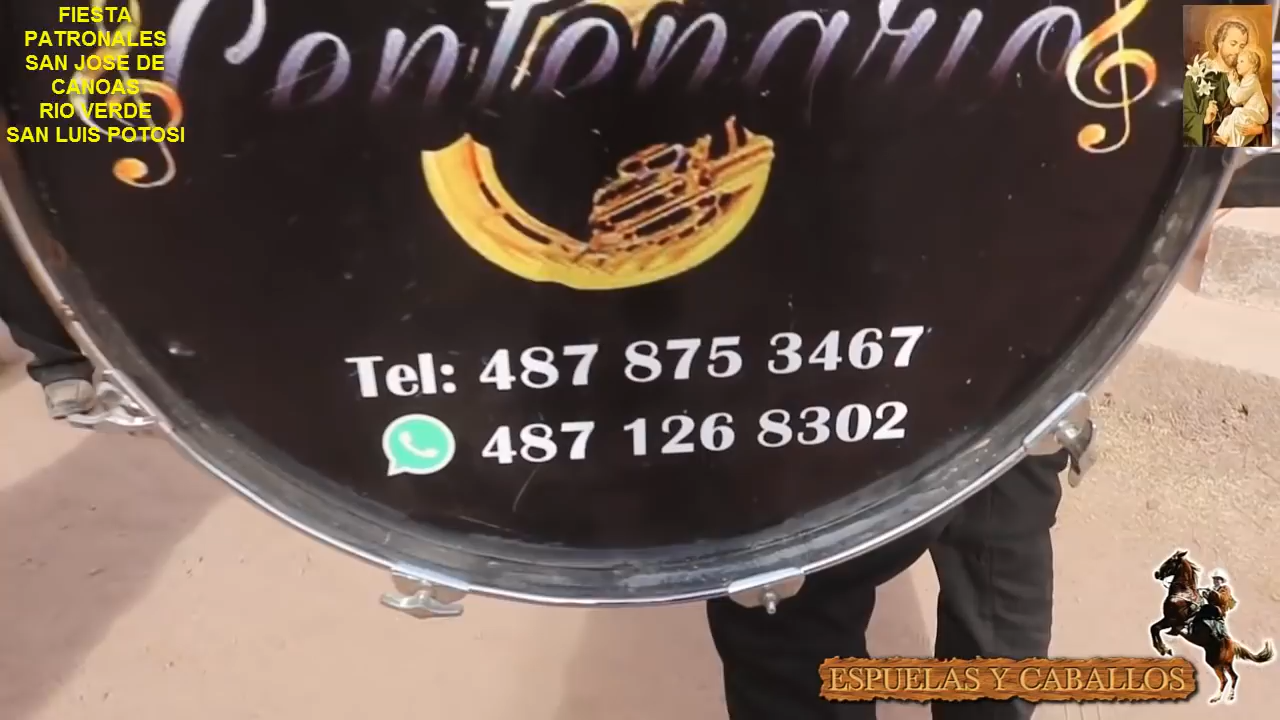 FIESTA
PATRONALES
SAN JOSE DE
CANOAS
RIO VERDE
SAN LUIS POTOSI
Centenario
Tel: 487 875 3467
487 126 8302
ESPUELAS Y CABALLOS